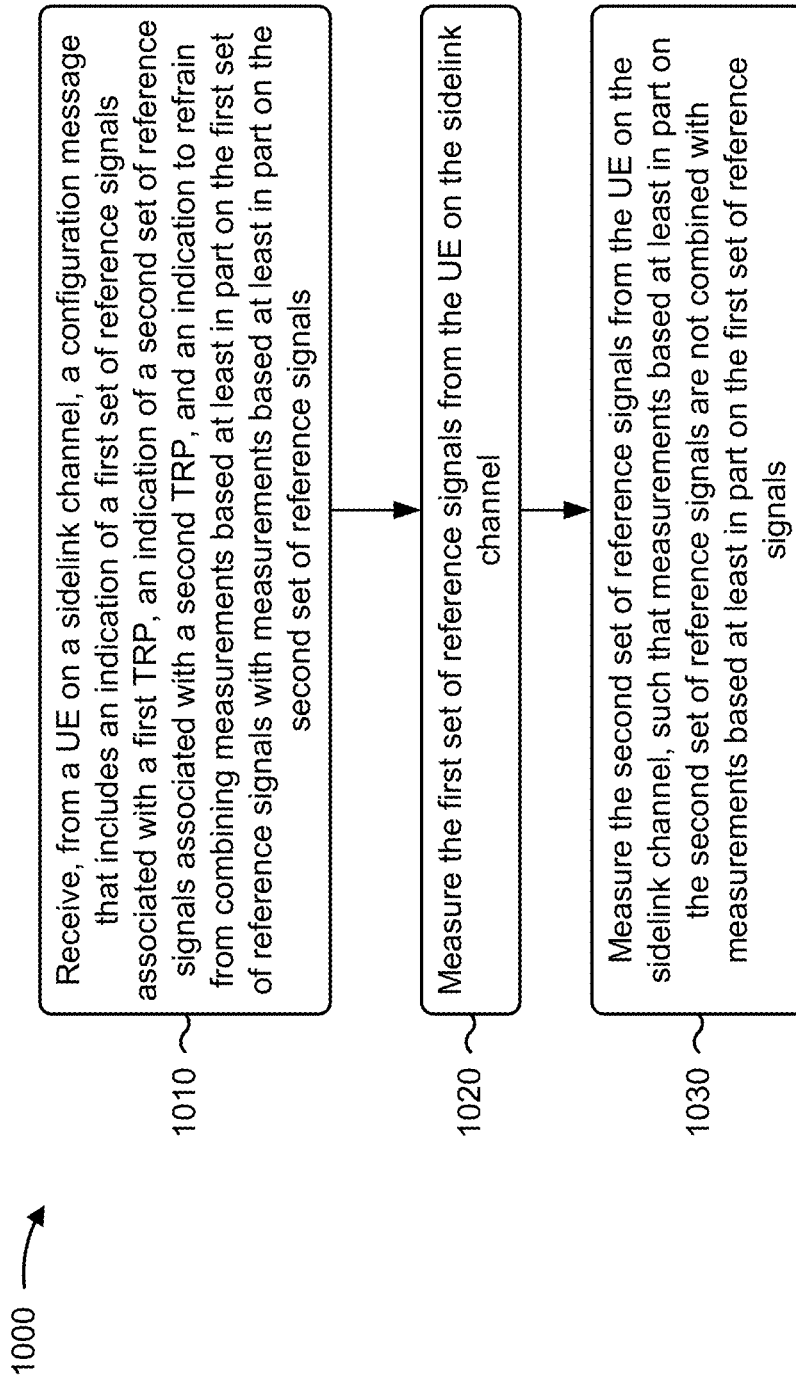 1000
1010
Receive, from a UE on a sidelink channel, a configuration message
that includes an indication of a first set of reference signals
associated with a first TRP, an indication of a second set of reference
signals associated with a second TRP, and an indication to refrain
from combining measurements based at least in part on the first set
of reference signals with measurements based at least in part on the
second set of reference signals
1020
Measure the first set of reference signals from the UE on the sidelink
channel
1030
Measure the second set of reference signals from the UE on the
sidelink channel, such that measurements based at least in part on
the second set of reference signals are not combined with
measurements based at least in part on the first set of reference
signals